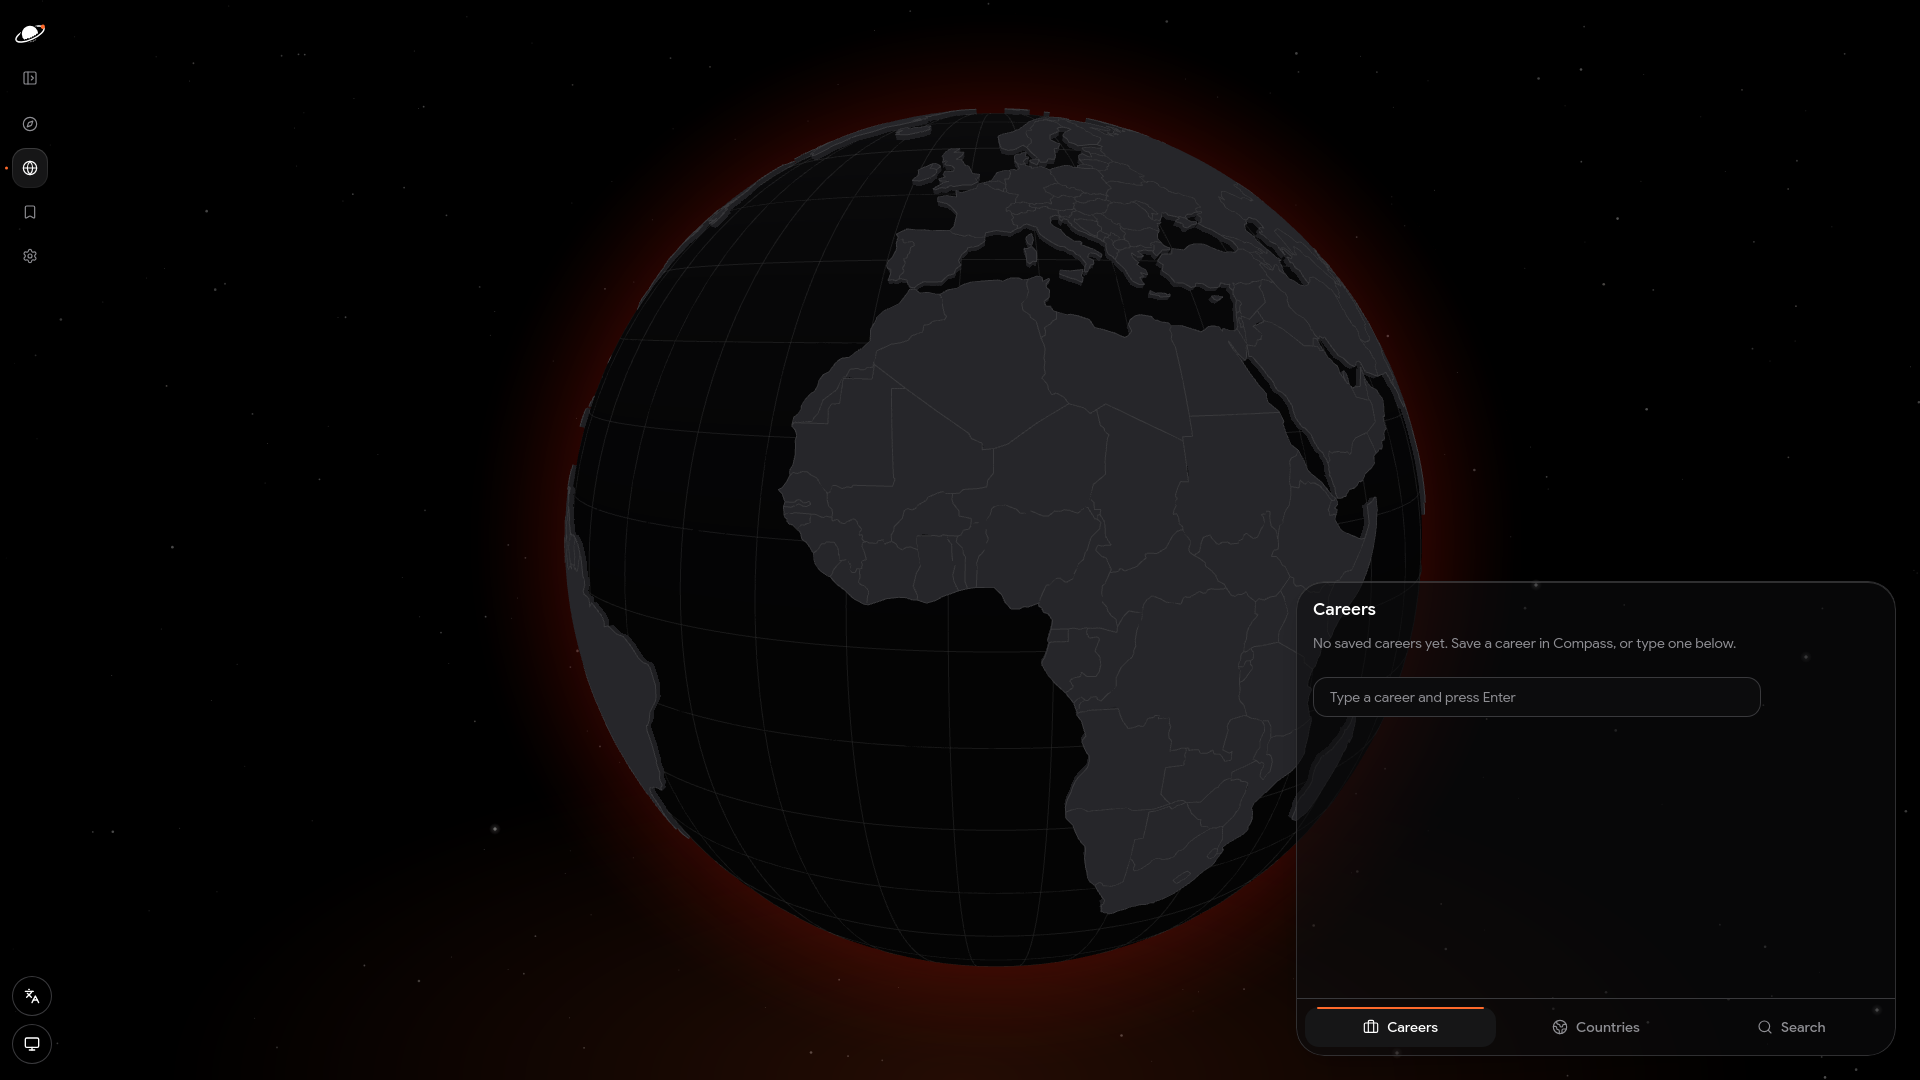 Careers
No saved careers yet. Save a career in Compass, or type one below.
Type a career and press Enter
Careers
Countries
Search